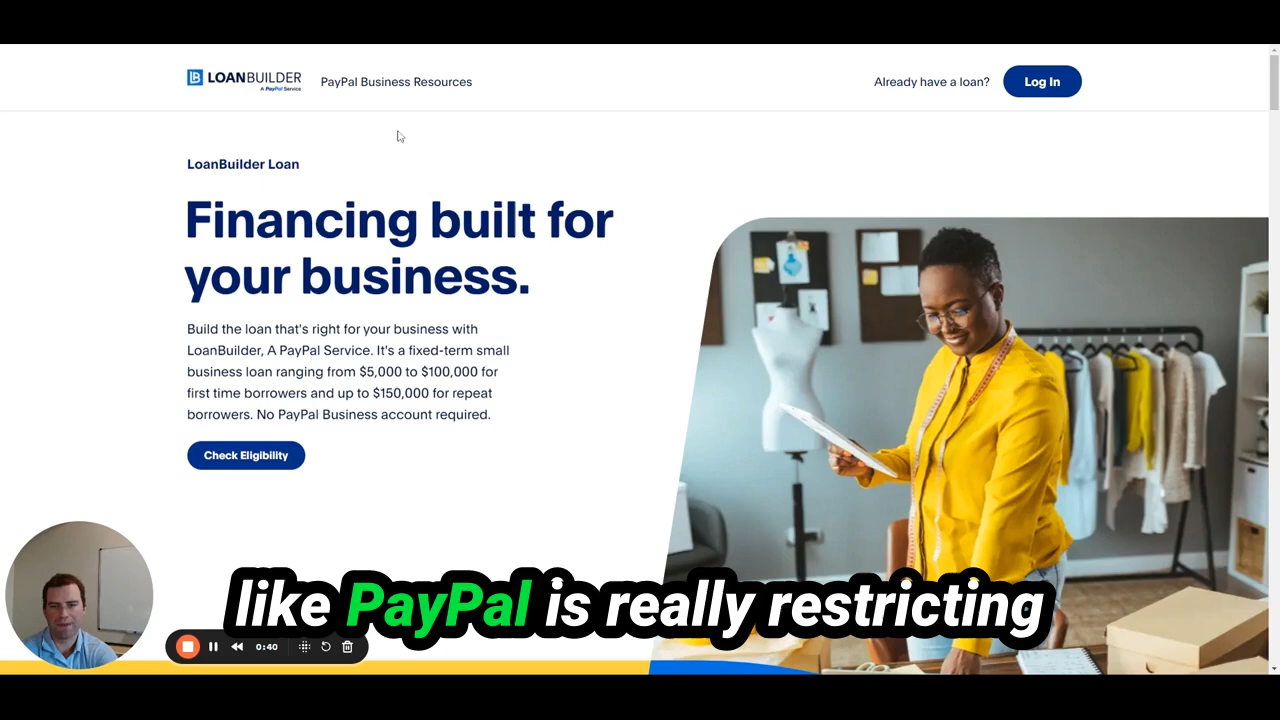 LB LOANBUILDER
A PayPal Service
PayPal Business Resources
Already have a loan?
Log In
LoanBuilder Loan
Financing built for
your business.
Build the loan that's right for your business with
LoanBuilder, A PayPal Service. It's a fixed-term small
business loan ranging from $5,000 to $100,000 for
first time borrowers and up to $150,000 for repeat
borrowers. No PayPal Business account required.
Check Eligibility
like PayPal is really restricting
0:40